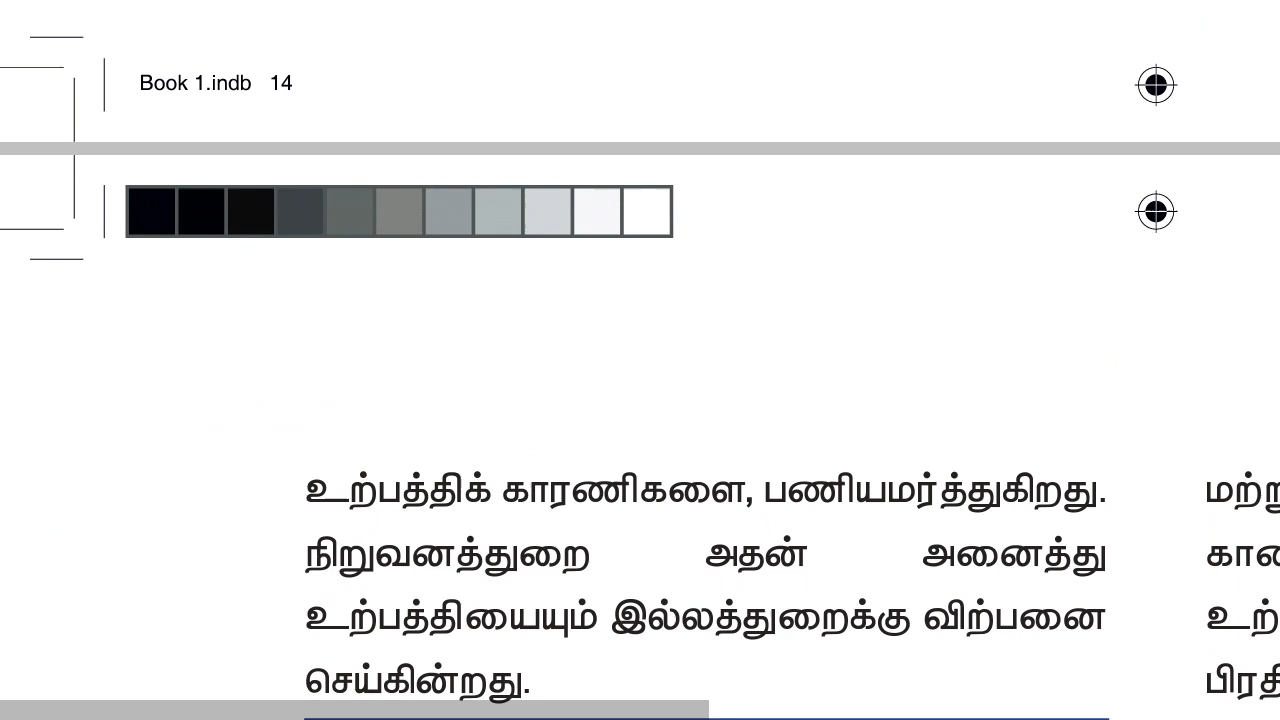 Book 1.indb 14
உற்பத்திக் காரணிகளை, பணியமர்த்துகிறது.
நிறுவனத்துறை அதன் அனைத்து
உற்பத்தியையும் இல்லத்துறைக்கு விற்பனை
செய்கின்றது.